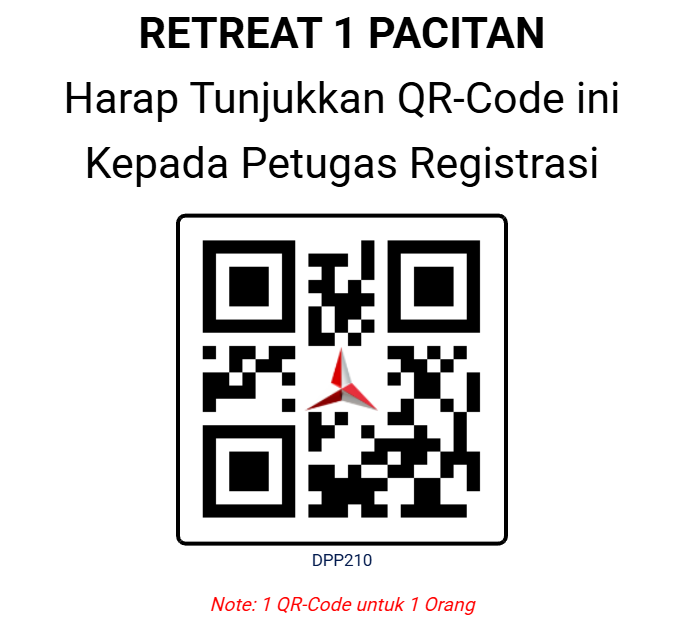 RETREAT 1 PACITAN
Harap Tunjukkan QR-Code ini
Kepada Petugas Registrasi
DPP210
Note: 1 QR-Code untuk 1 Orang